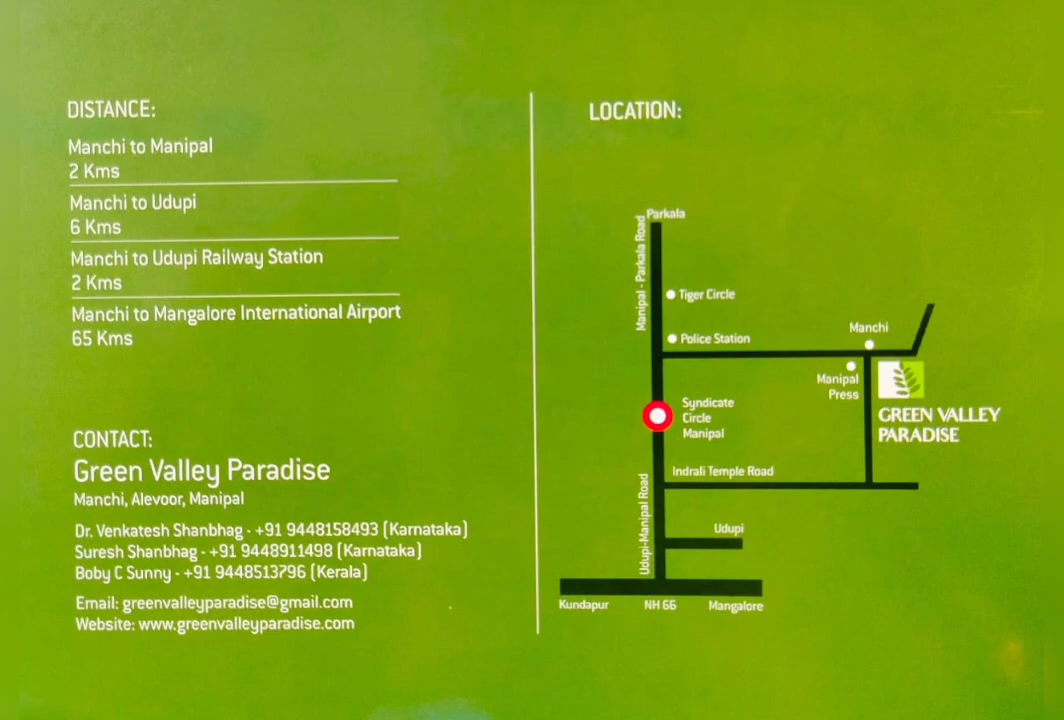 DISTANCE:
Manchi to Manipal
2 Kms
Manchi to Udupi
6 Kms
Manchi to Udupi Railway Station
2 Kms
Manchi to Mangalore International Airport
65 Kms
CONTACT:
Green Valley Paradise
Manchi, Alevoor, Manipal
Dr. Venkatesh Shanbhag - +91 9448158493 (Karnataka)
Suresh Shanbhag - +91 9448911498 (Karnataka)
Boby C Sunny - +91 9448513796 (Kerala)
Email: greenvalleyparadise@gmail.com
Website: www.greenvalleyparadise.com
LOCATION:
Parkala
Manipal - Parkala Road
Tiger Circle
Police Station
Manchi
Manipal
Press
GREEN VALLEY
PARADISE
Syndicate
Circle
Manipal
Indrali Temple Road
Udupi-Manipal Road
Udupi
Kundapur
NH 66
Mangalore